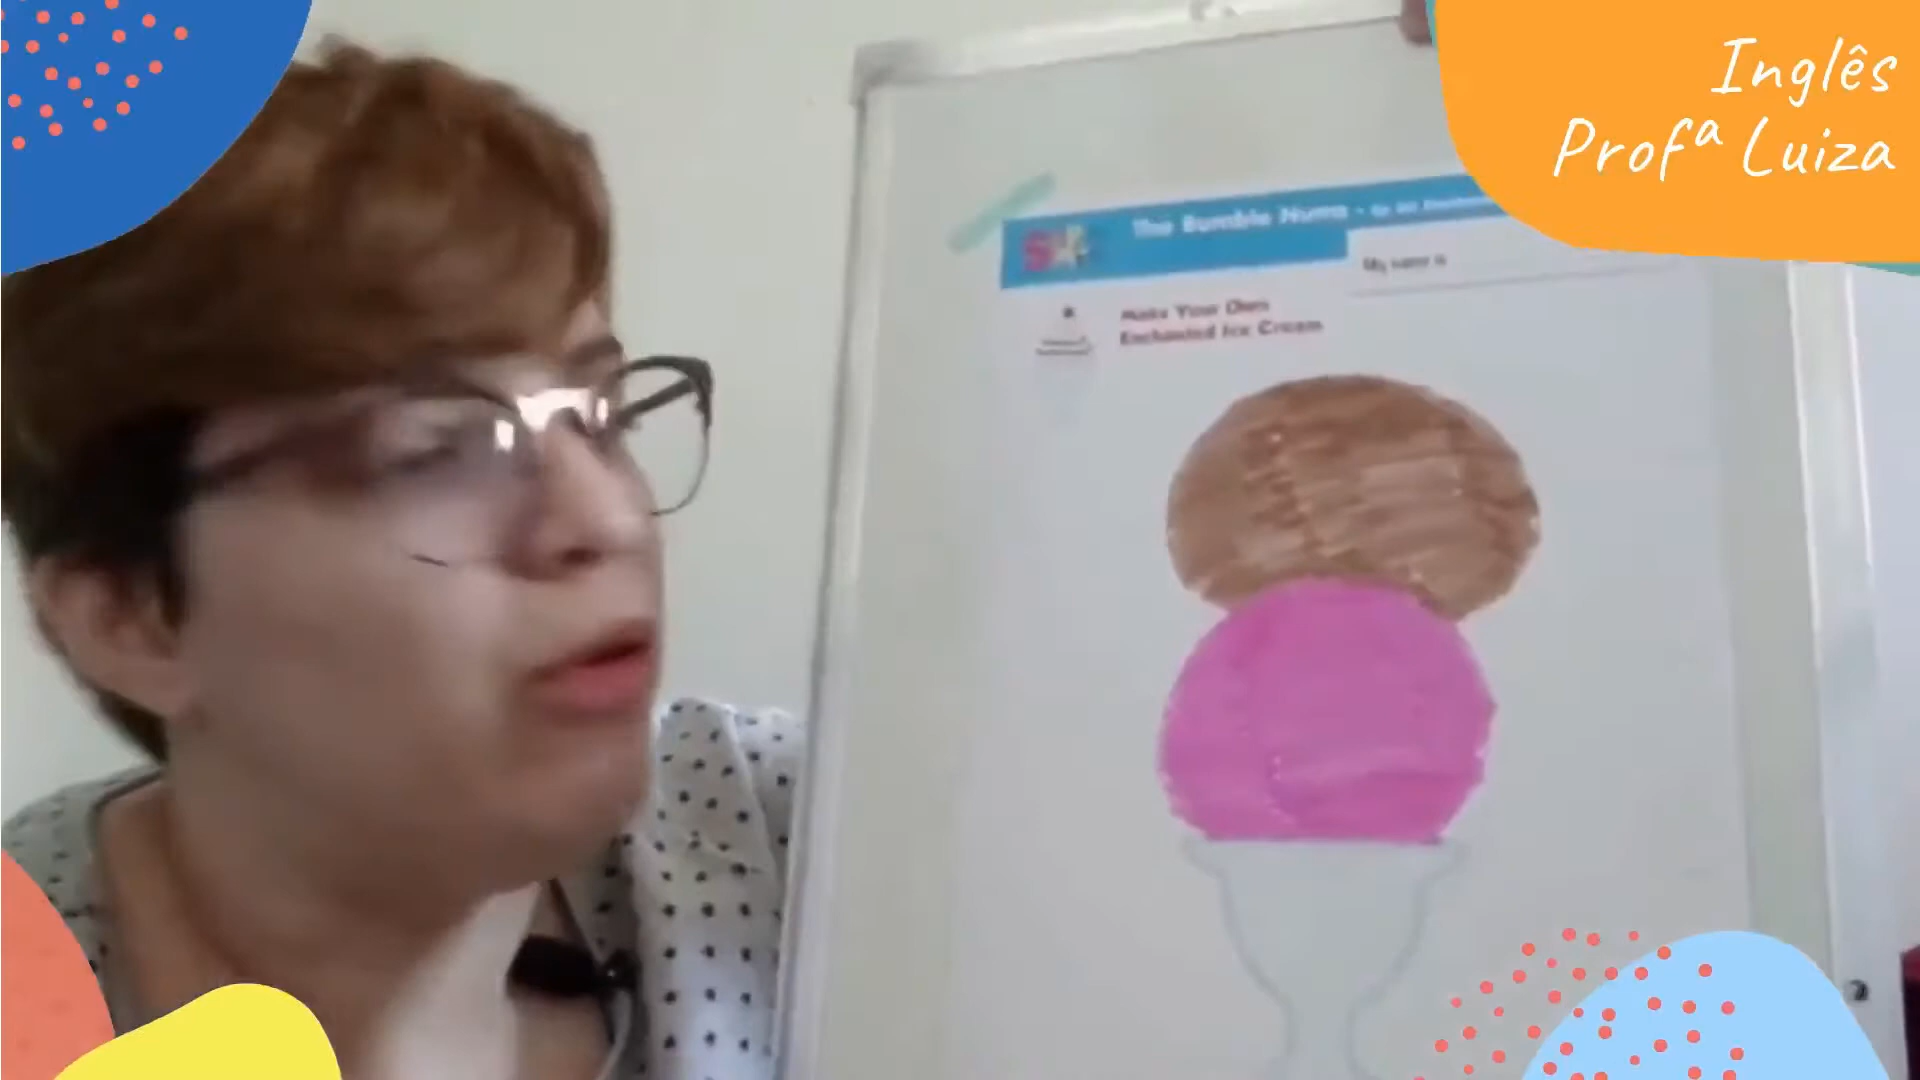 Inglês
Profª Luiza
The Bumble Nums -
My name is
Make Your Own
Enchanted Ice Cream